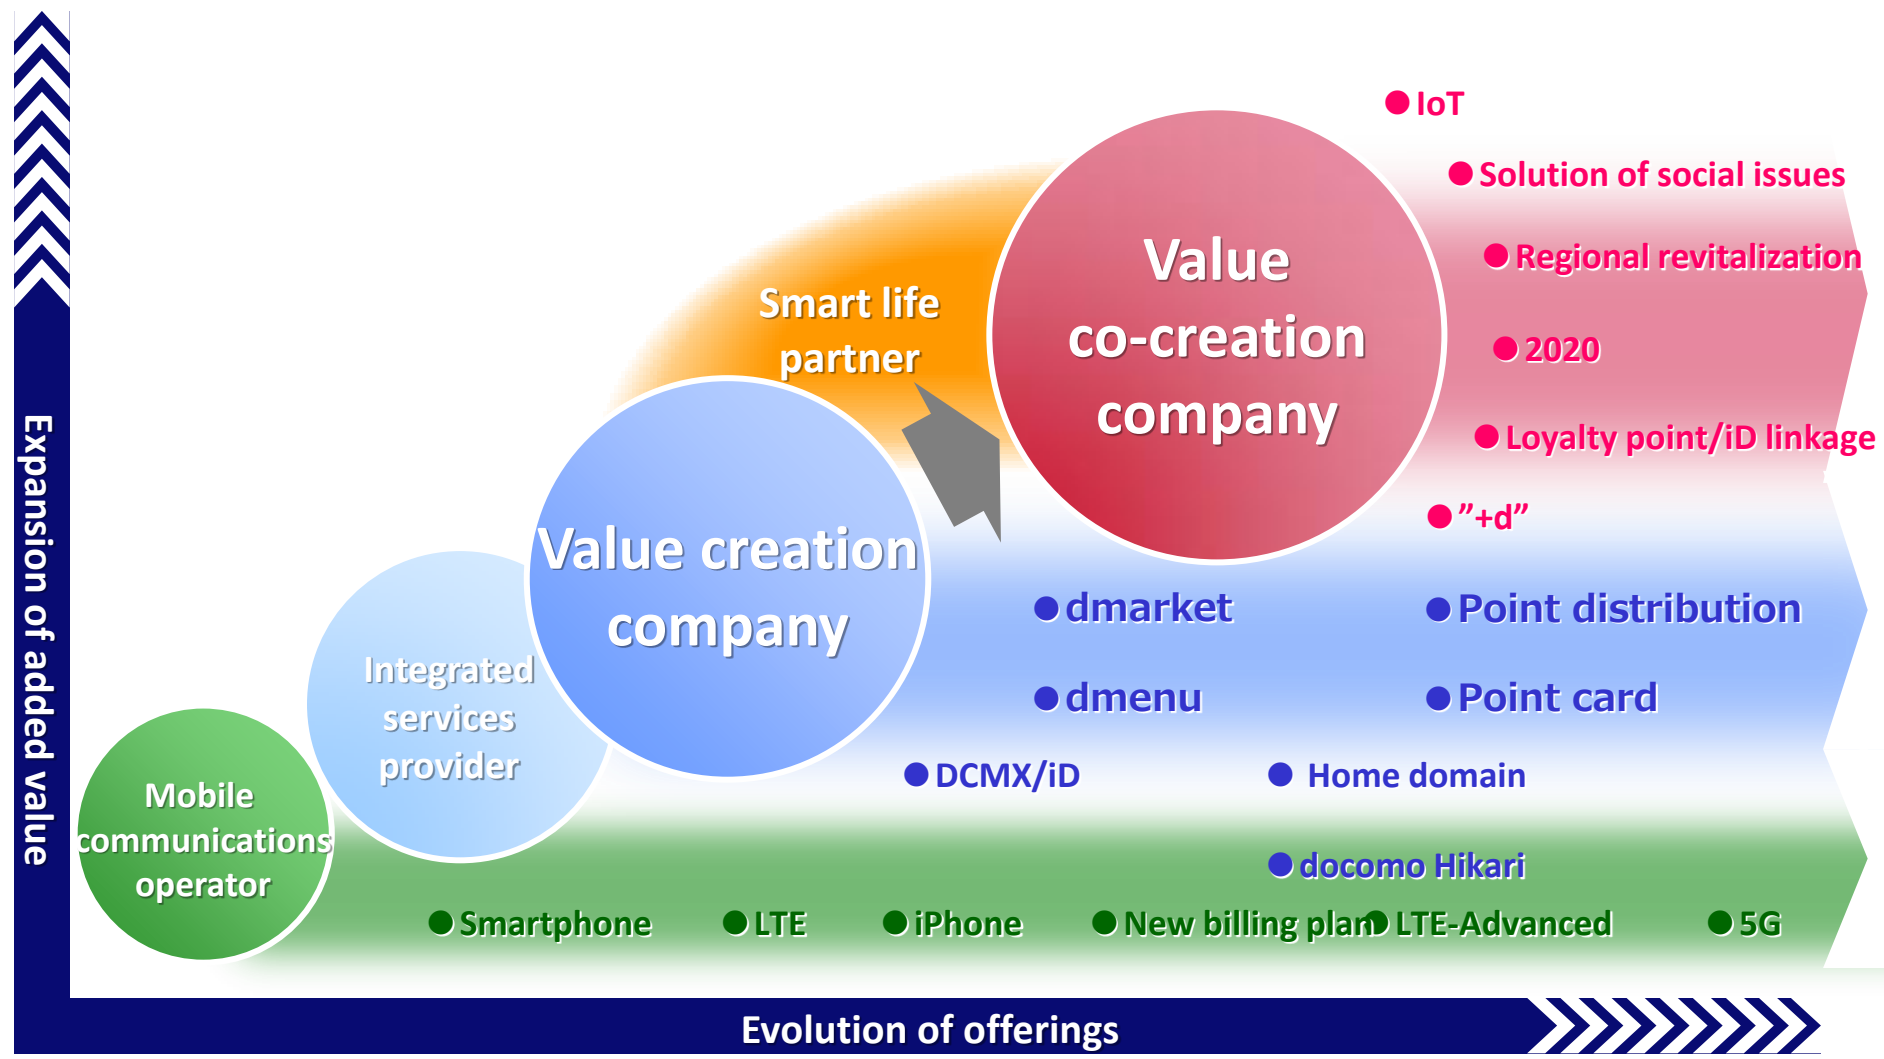 Expansion of added value
IoT
Solution of social issues
Regional revitalization
2020
Loyalty point/iD linkage
”+d”
Value
co-creation
company
Smart life
partner
Value creation
company
Integrated
services
provider
Mobile
communications
operator
dmarket
Point distribution
dmenu
Point card
DCMX/iD
Home domain
docomo Hikari
Smartphone
LTE
iPhone
New billing plan
LTE-Advanced
5G
Evolution of offerings